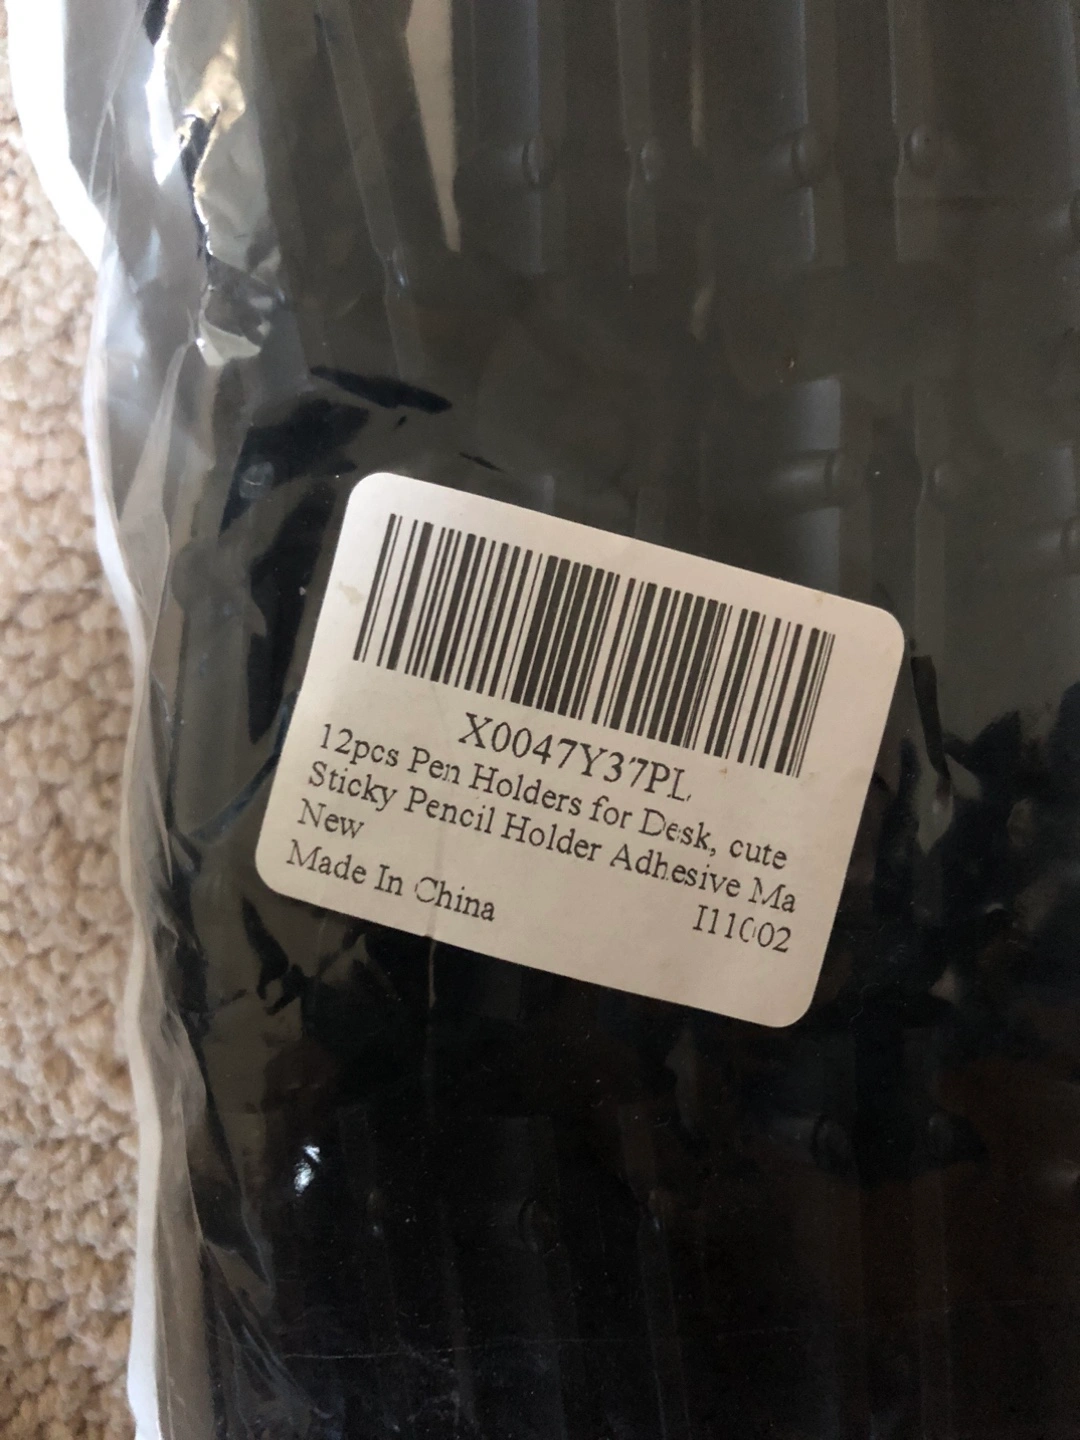 X0047Y37PL
12pcs Pen Holders for Desk, cute
Sticky Pencil Holder Adhesive Ma
New
Made In China
I11002